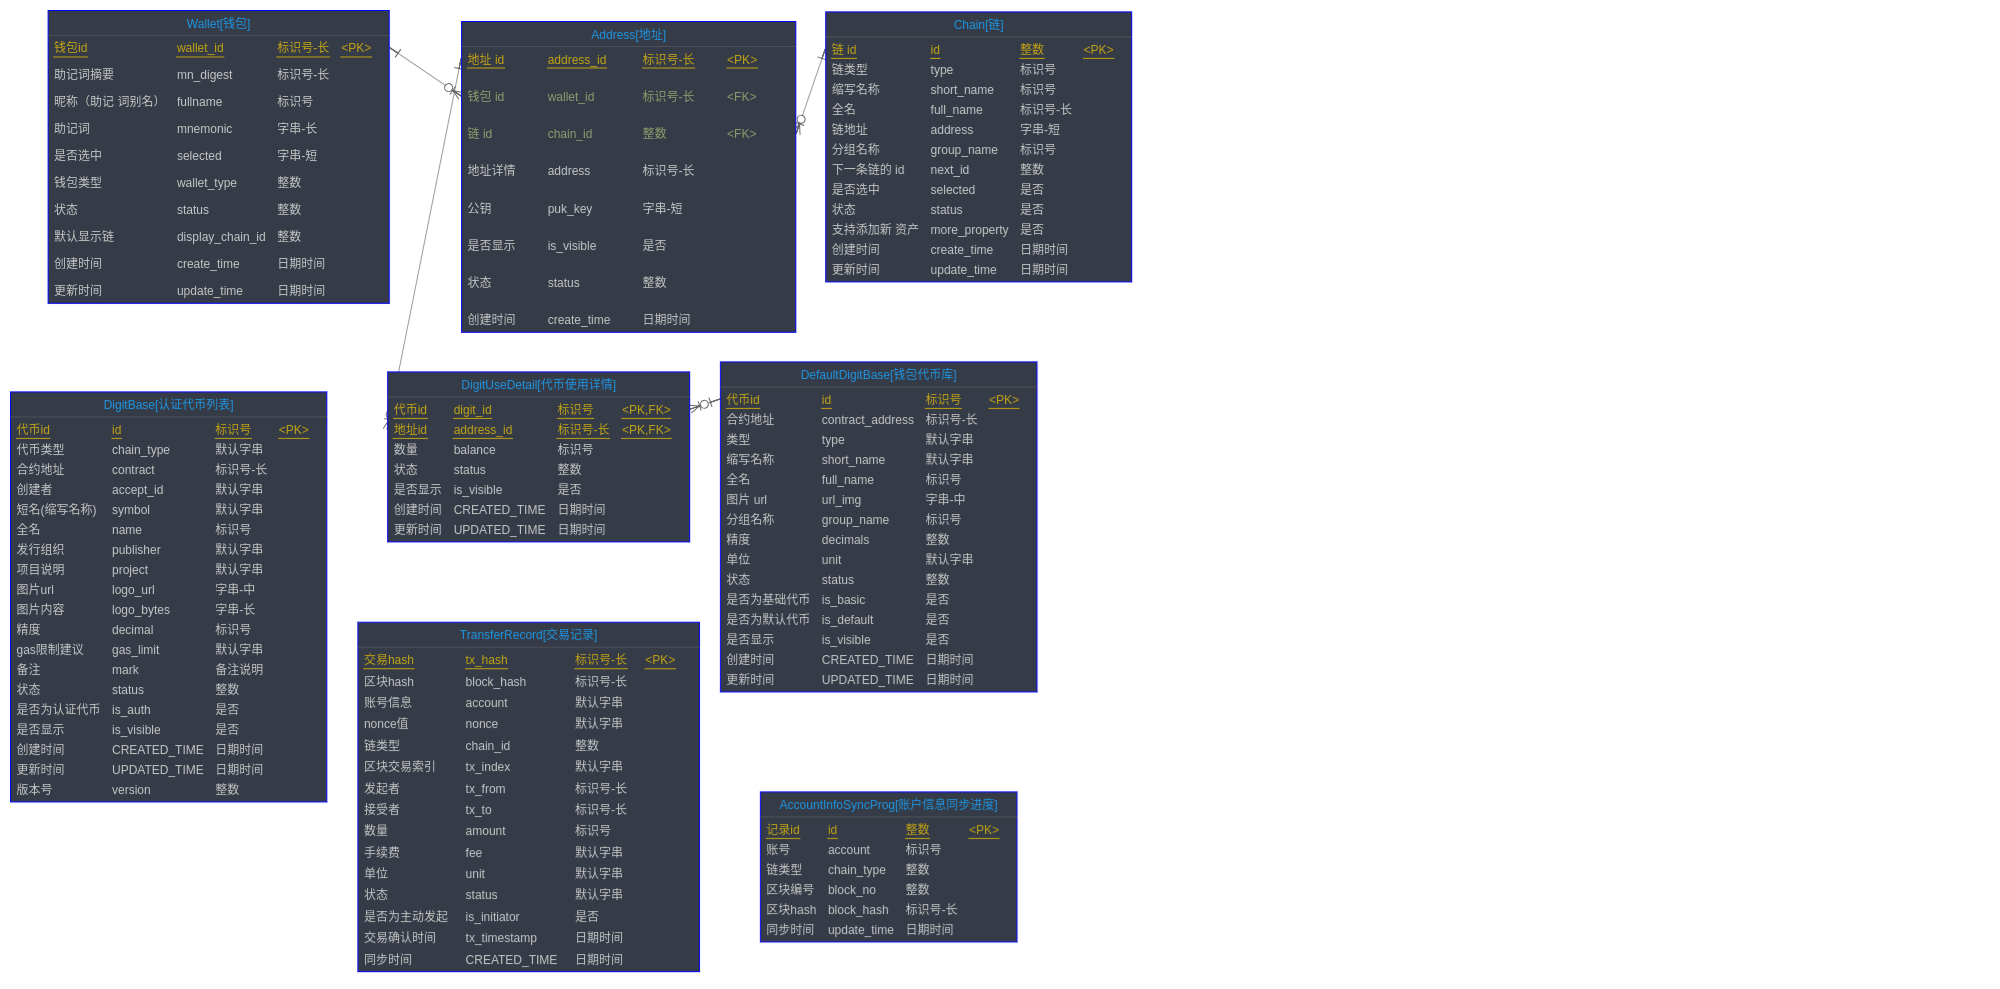 Wallet[钱包]
钱包id wallet_id 标识号-长 <PK>
助记词摘要 mn_digest 标识号-长
昵称（助记 词别名） fullname 标识号
助记词 mnemonic 字串-长
是否选中 selected 字串-短
钱包类型 wallet_type 整数
状态 status 整数
默认显示链 display_chain_id 整数
创建时间 create_time 日期时间
更新时间 update_time 日期时间
Address[地址]
地址 id address_id 标识号-长 <PK>
钱包 id wallet_id 标识号-长 <FK>
链 id chain_id 整数 <FK>
地址详情 address 标识号-长
公钥 puk_key 字串-短
是否显示 is_visible 是否
状态 status 整数
创建时间 create_time 日期时间
Chain[链]
链 id id 整数 <PK>
链类型 type 标识号
缩写名称 short_name 标识号
全名 full_name 标识号-长
链地址 address 字串-短
分组名称 group_name 标识号
下一条链的 id next_id 整数
是否选中 selected 是否
状态 status 是否
支持添加新 资产 more_property 是否
创建时间 create_time 日期时间
更新时间 update_time 日期时间
DigitBase[认证代币列表]
代币id id 标识号 <PK>
代币类型 chain_type 默认字串
合约地址 contract 标识号-长
创建者 accept_id 默认字串
短名(缩写名称) symbol 默认字串
全名 name 标识号
发行组织 publisher 默认字串
项目说明 project 默认字串
图片url logo_url 字串-中
图片内容 logo_bytes 字串-长
精度 decimal 标识号
gas限制建议 gas_limit 默认字串
备注 mark 备注说明
状态 status 整数
是否为认证代币 is_auth 是否
是否显示 is_visible 是否
创建时间 CREATED_TIME 日期时间
更新时间 UPDATED_TIME 日期时间
版本号 version 整数
DigitUseDetail[代币使用详情]
代币id digit_id 标识号 <PK,FK>
地址id address_id 标识号-长 <PK,FK>
数量 balance 标识号
状态 status 整数
是否显示 is_visible 是否
创建时间 CREATED_TIME 日期时间
更新时间 UPDATED_TIME 日期时间
DefaultDigitBase[钱包代币库]
代币id id 标识号 <PK>
合约地址 contract_address 标识号-长
类型 type 默认字串
缩写名称 short_name 默认字串
全名 full_name 标识号
图片 url url_img 字串-中
分组名称 group_name 标识号
精度 decimals 整数
单位 unit 默认字串
状态 status 整数
是否为基础代币 is_basic 是否
是否为默认代币 is_default 是否
是否显示 is_visible 是否
创建时间 CREATED_TIME 日期时间
更新时间 UPDATED_TIME 日期时间
TransferRecord[交易记录]
交易hash tx_hash 标识号-长 <PK>
区块hash block_hash 标识号-长
账号信息 account 默认字串
nonce值 nonce 默认字串
链类型 chain_id 整数
区块交易索引 tx_index 默认字串
发起者 tx_from 标识号-长
接受者 tx_to 标识号-长
数量 amount 标识号
手续费 fee 默认字串
单位 unit 默认字串
状态 status 默认字串
是否为主动发起 is_initiator 是否
交易确认时间 tx_timestamp 日期时间
同步时间 CREATED_TIME 日期时间
AccountInfoSyncProg[账户信息同步进度]
记录id id 整数 <PK>
账号 account 标识号
链类型 chain_type 整数
区块编号 block_no 整数
区块hash block_hash 标识号-长
同步时间 update_time 日期时间